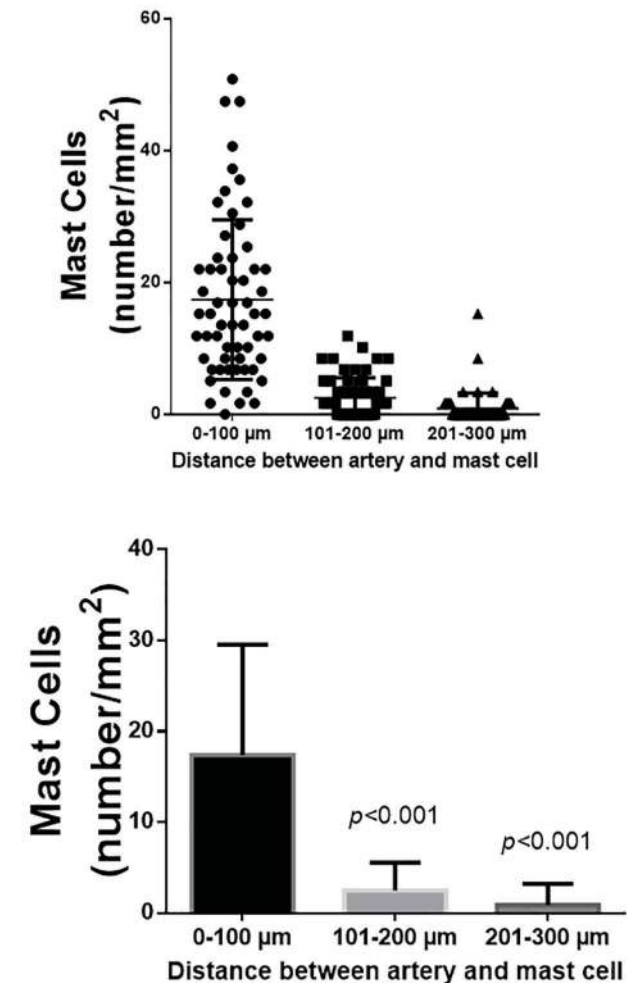 60
40
20
0
Mast Cells
(number/mm²)
0-100 µm 101-200 µm 201-300 µm
Distance between artery and mast cell
40
30
20
10
0
Mast Cells
(number/mm²)
p<0.001
p<0.001
0-100 µm 101-200 µm 201-300 µm
Distance between artery and mast cell